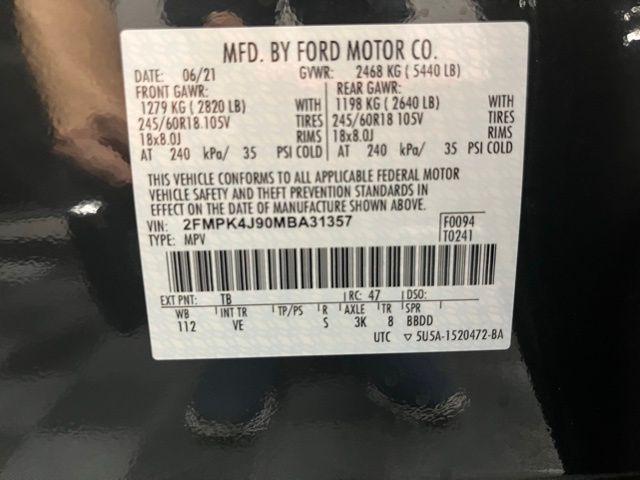 MFD. BY FORD MOTOR CO.
DATE: 06/21 GVWR: 2468 KG ( 5440 LB)
FRONT GAWR: REAR GAWR:
1279 KG ( 2820 LB) WITH 1198 KG ( 2640 LB) WITH
245/60R18 105V TIRES 245/60R18 105V TIRES
18x8.0J RIMS 18x8.0J RIMS
AT 240 kPa/ 35 PSI COLD AT 240 kPa/ 35 PSI COLD
THIS VEHICLE CONFORMS TO ALL APPLICABLE FEDERAL MOTOR
VEHICLE SAFETY AND THEFT PREVENTION STANDARDS IN
EFFECT ON THE DATE OF MANUFACTURE SHOWN ABOVE.
VIN: 2FMPK4J90MBA31357 F0094
TYPE: MPV T0241
EXT PNT: TB RC: 47 DSO:
WB INT TR TP/PS R AXLE TR SPR
112 VE S 3K 8 BBDD
UTC ▽ 5U5A-1520472-BA